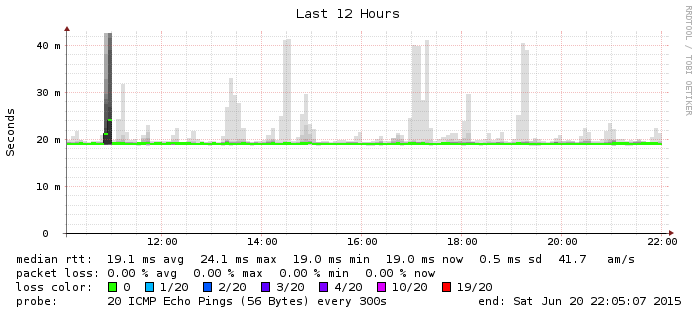 Last 12 Hours
RRDTOOL / TOBI OETIKER
Seconds
40 m
30 m
20 m
10 m
0
12:00 14:00 16:00 18:00 20:00 22:00
median rtt: 19.1 ms avg 24.1 ms max 19.0 ms min 19.0 ms now 0.5 ms sd 41.7 am/s
packet loss: 0.00 % avg 0.00 % max 0.00 % min 0.00 % now
loss color: 0 1/20 2/20 3/20 4/20 10/20 19/20
probe: 20 ICMP Echo Pings (56 Bytes) every 300s end: Sat Jun 20 22:05:07 2015